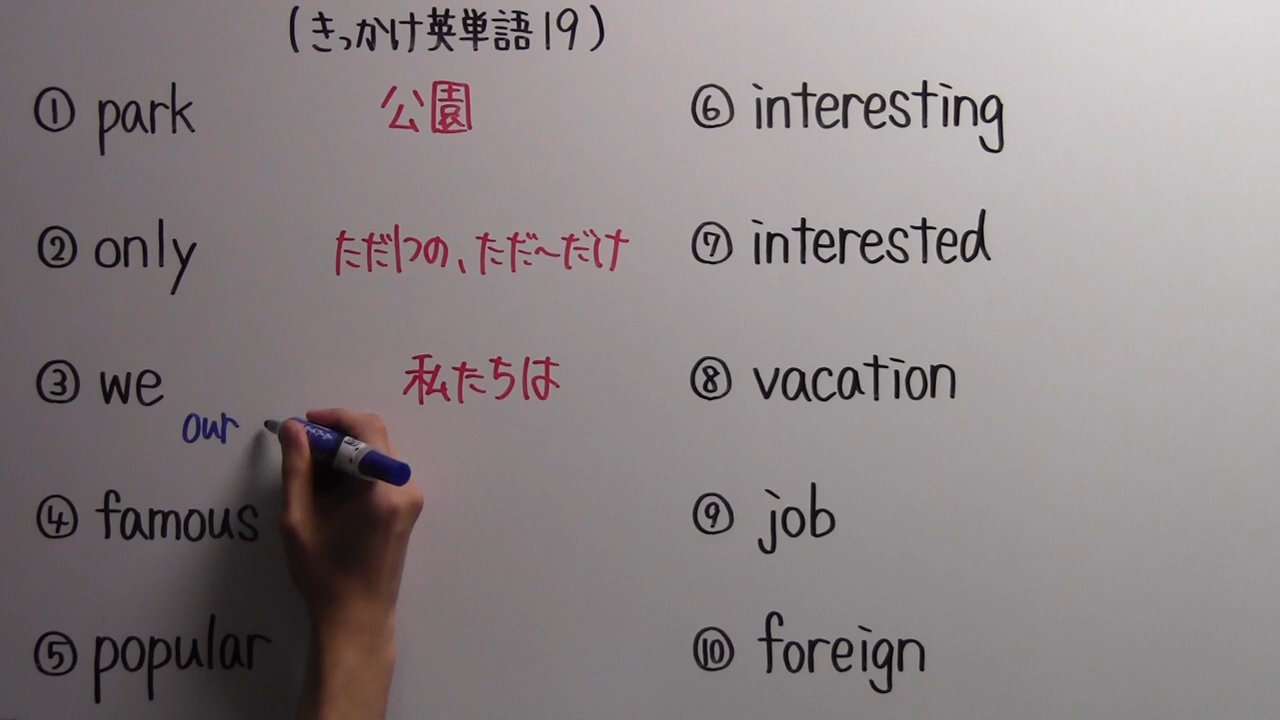 (きっかけ英単語19)
① park 公園
② only ただ1つの、ただ〜だけ
③ we 私たちは
our
④ famous
⑤ popular
⑥ interesting
⑦ interested
⑧ vacation
⑨ job
⑩ foreign